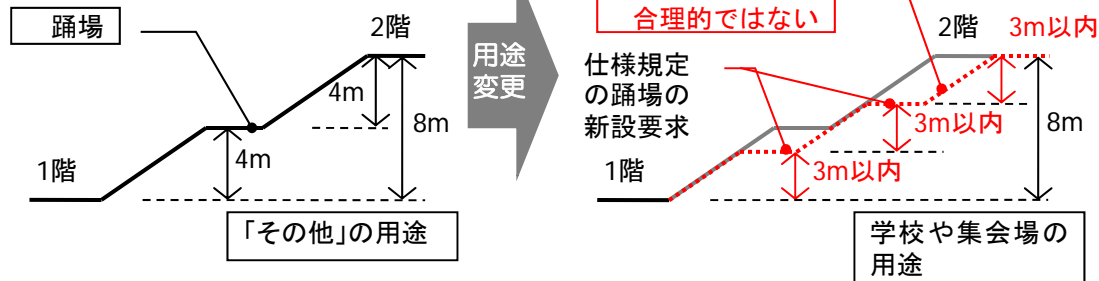 踊場
2階
4m
8m
4m
1階
「その他」の用途
用途
変更
合理的ではない
2階
3m以内
仕様規定
の踊場の
新設要求
3m以内
8m
1階
3m以内
学校や集会場の
用途